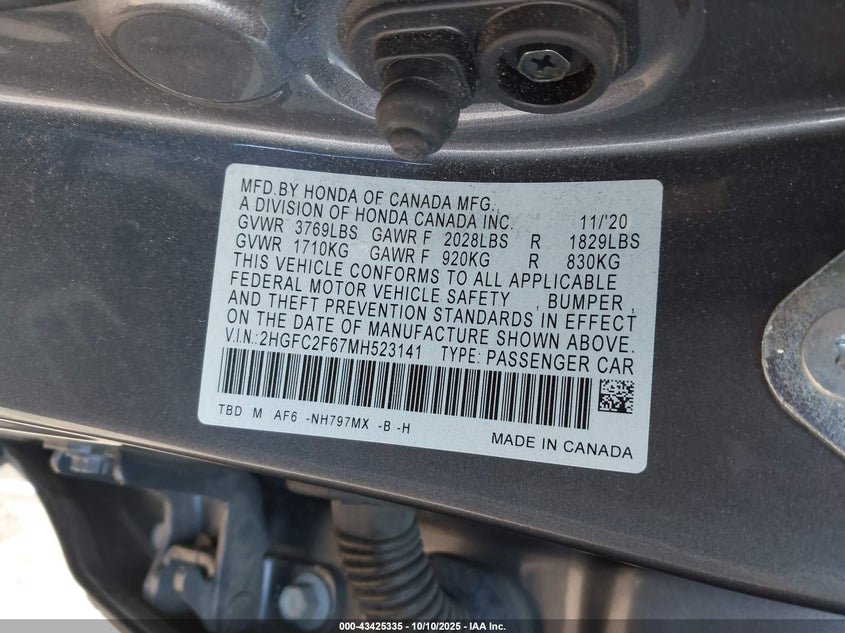 MFD.BY HONDA OF CANADA MFG.
A DIVISION OF HONDA CANADA INC. 11/'20
GVWR 3769LBS GAWR F 2028LBS R 1829LBS
GVWR 1710KG GAWR F 920KG R 830KG
THIS VEHICLE CONFORMS TO ALL APPLICABLE
FEDERAL MOTOR VEHICLE SAFETY , BUMPER ,
AND THEFT PREVENTION STANDARDS IN EFFECT
ON THE DATE OF MANUFACTURE SHOWN ABOVE.
V.I.N.:2HGFC2F67MH523141 TYPE: PASSENGER CAR
TBD M AF6 -NH797MX -B -H
MADE IN CANADA
000-43425335 - 10/10/2025 - IAA Inc.